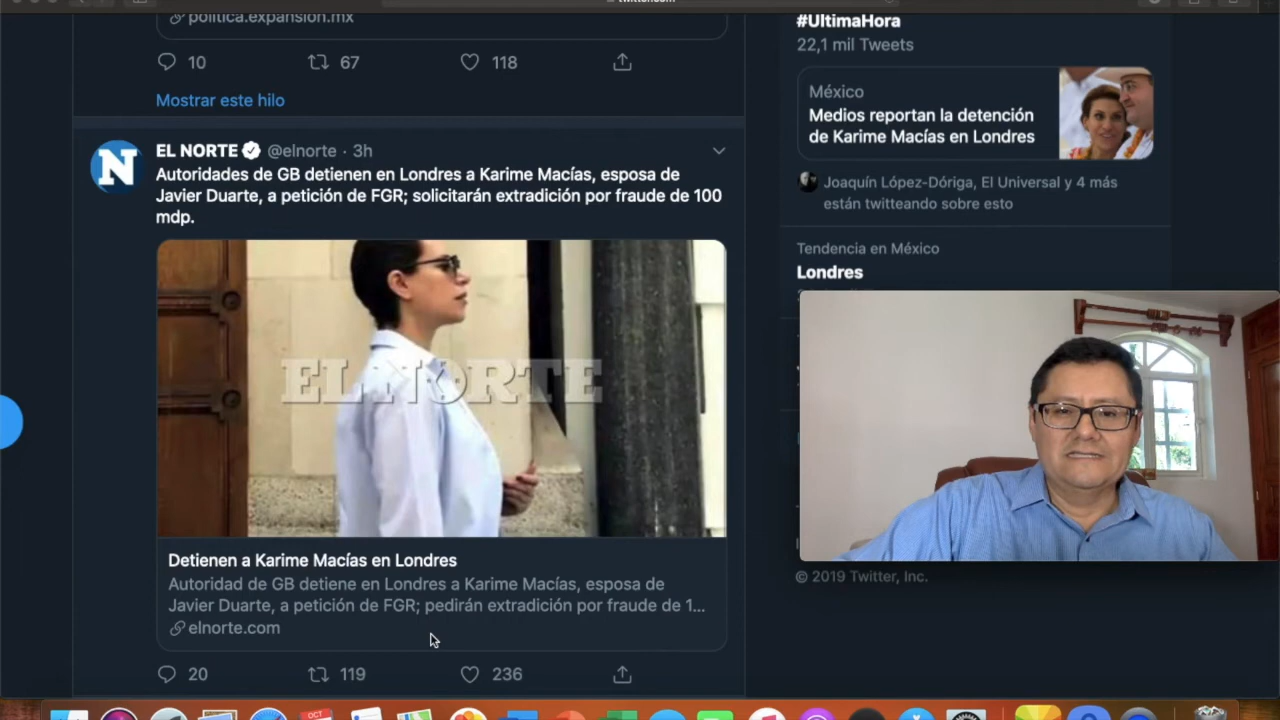 twitter.com
politica.expansion.mx
10 67 118
Mostrar este hilo
EL NORTE @elnorte · 3h
Autoridades de GB detienen en Londres a Karime Macías, esposa de
Javier Duarte, a petición de FGR; solicitarán extradición por fraude de 100
mdp.
EL NORTE
Detienen a Karime Macías en Londres
Autoridad de GB detiene en Londres a Karime Macías, esposa de
Javier Duarte, a petición de FGR; pedirán extradición por fraude de 1...
elnorte.com
20 119 236
#UltimaHora
22,1 mil Tweets
México
Medios reportan la detención
de Karime Macías en Londres
Joaquín López-Dóriga, El Universal y 4 más
están twitteando sobre esto
Tendencia en México
Londres
© 2019 Twitter, Inc.
OCT